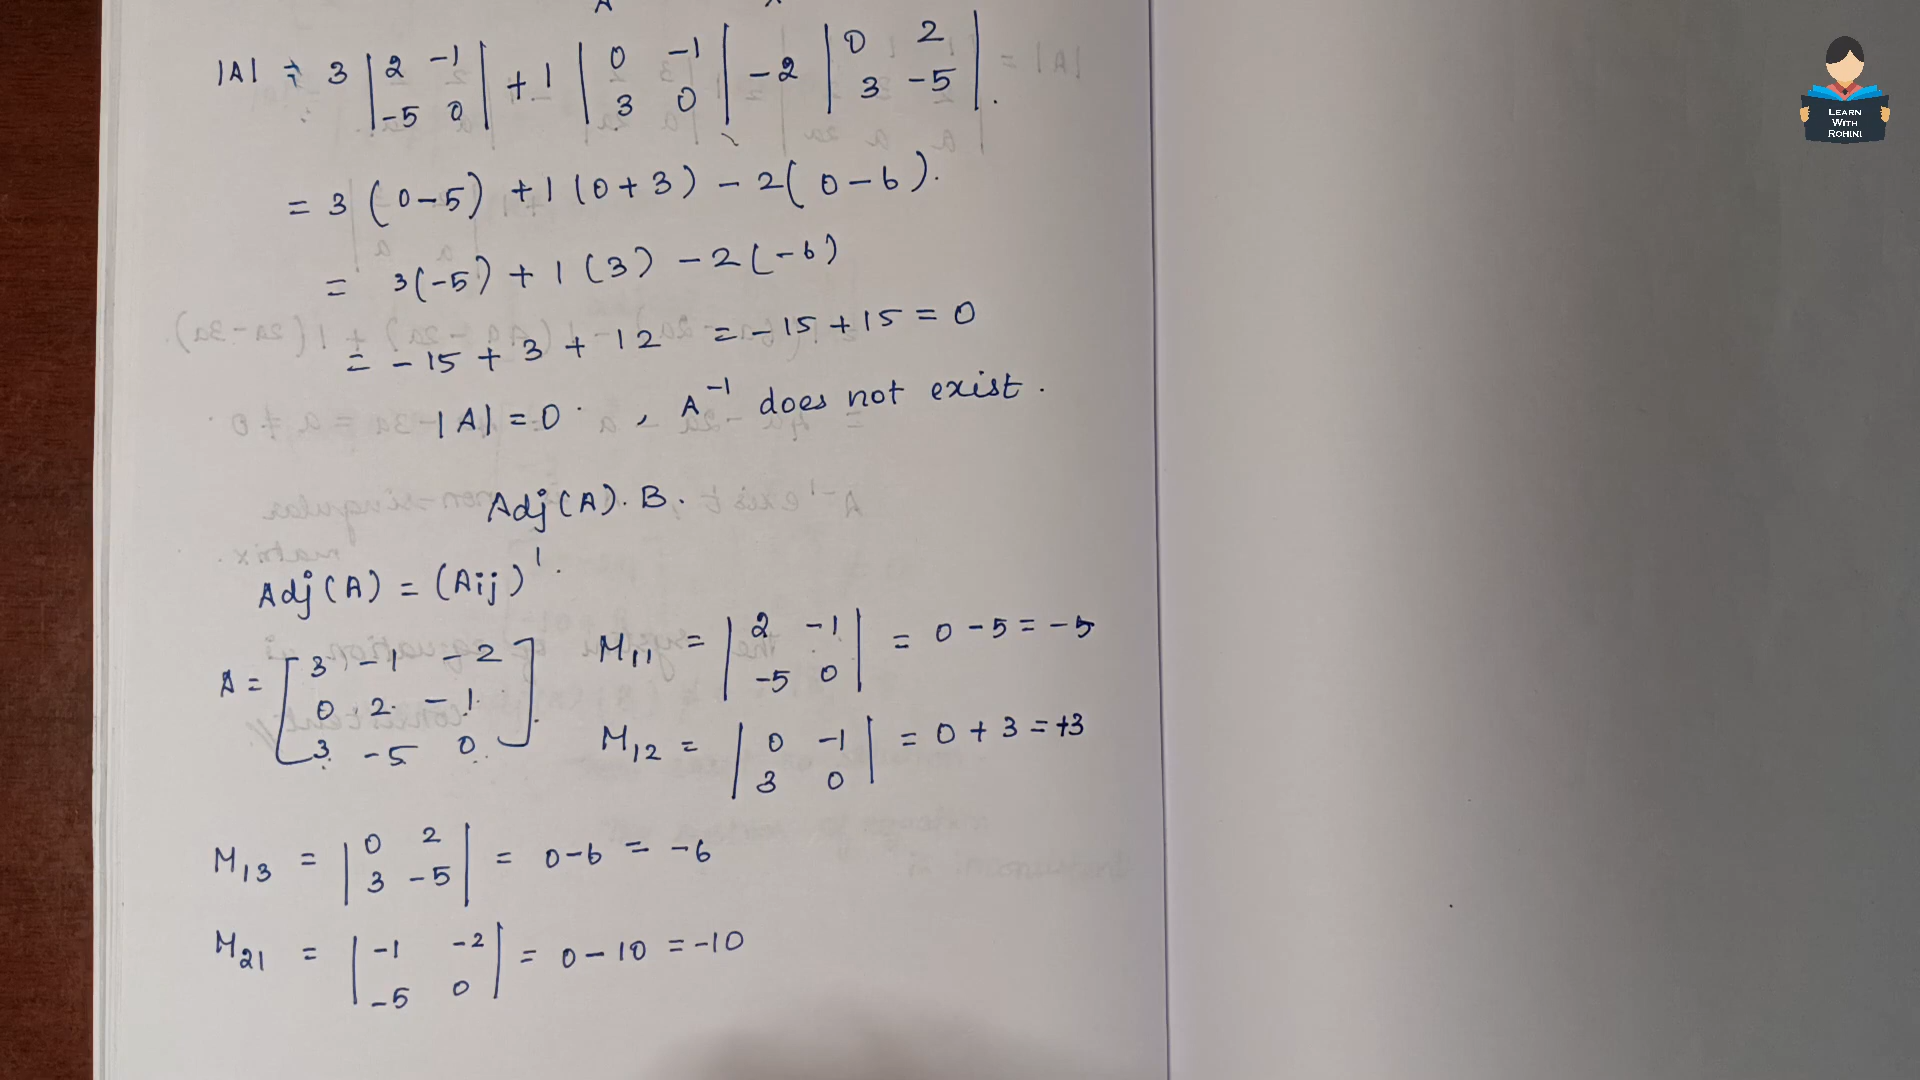 |A| = 3 | 2 -1 | + 1 | 0 -1 | - 2 | 0 2 |
| -5 0 | | 3 0 | | 3 -5 | .
= 3 (0-5) + 1 (0+3) - 2 (0-6).
= 3(-5) + 1 (3) - 2 (-6)
= -15 + 3 + 12 = -15 + 15 = 0
|A| = 0 , A⁻¹ does not exist.
Adj(A). B.
Adj(A) = (Aij)'.
A = [ 3 -1 -2
0 2 -1
3 -5 0 ].
M₁₁ = | 2 -1 | = 0 - 5 = -5
| -5 0 |
M₁₂ = | 0 -1 | = 0 + 3 = +3
| 3 0 |
M₁₃ = | 0 2 | = 0-6 = -6
| 3 -5 |
M₂₁ = | -1 -2 | = 0 - 10 = -10
| -5 0 |
LEARN
WITH
ROHINI